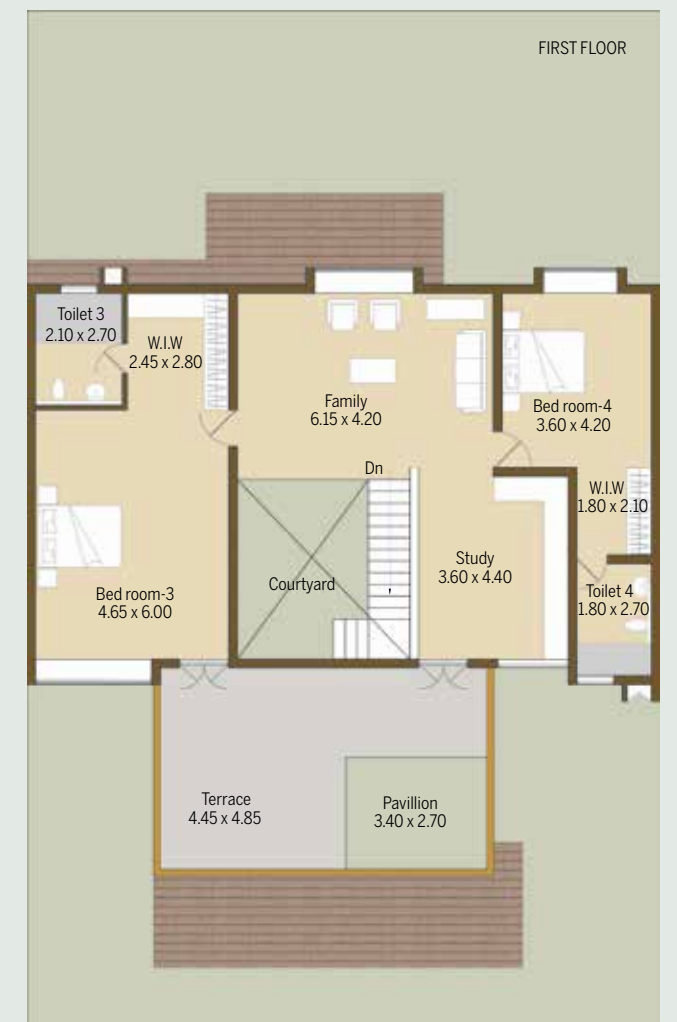 FIRST FLOOR
Toilet 3
2.10 x 2.70
W.I.W
2.45 x 2.80
Family
6.15 x 4.20
Bed room-4
3.60 x 4.20
Dn
W.I.W
1.80 x 2.10
Study
3.60 x 4.40
Courtyard
Bed room-3
4.65 x 6.00
Toilet 4
1.80 x 2.70
Terrace
4.45 x 4.85
Pavillion
3.40 x 2.70